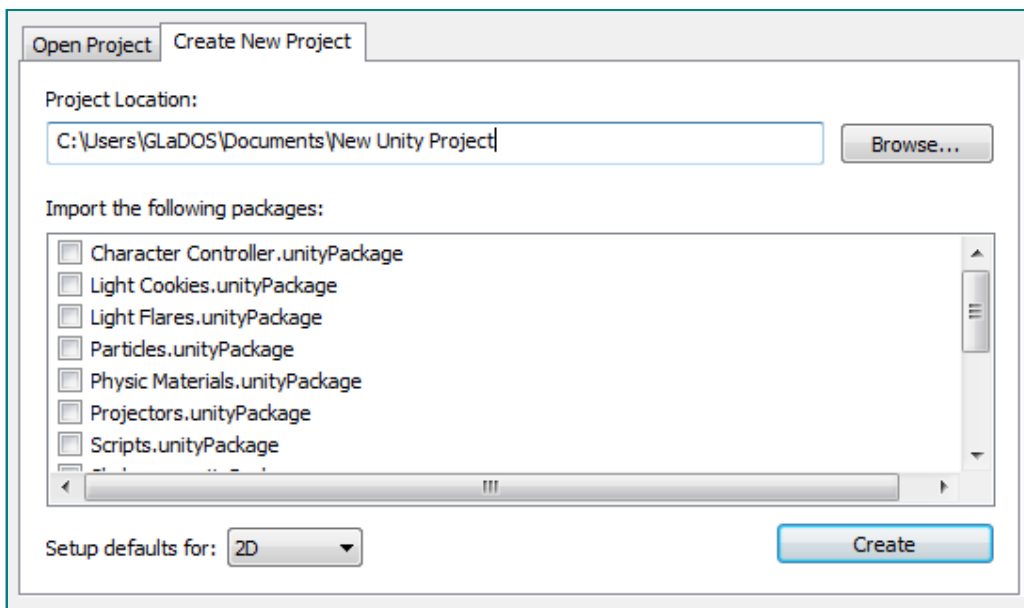 Open Project Create New Project
Project Location:
C:\Users\GLaDOS\Documents\New Unity Project
Browse...
Import the following packages:
Character Controller.unityPackage
Light Cookies.unityPackage
Light Flares.unityPackage
Particles.unityPackage
Physic Materials.unityPackage
Projectors.unityPackage
Scripts.unityPackage
Setup defaults for: 2D
Create